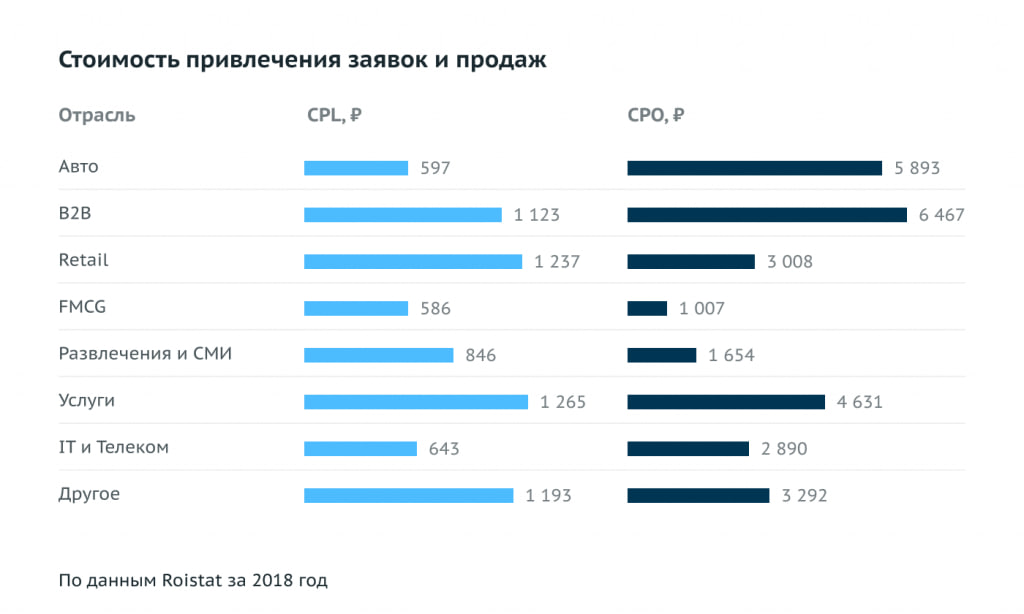 Стоимость привлечения заявок и продаж
Отрасль CPL, ₽ CPO, ₽
Авто 597 5 893
B2B 1 123 6 467
Retail 1 237 3 008
FMCG 586 1 007
Развлечения и СМИ 846 1 654
Услуги 1 265 4 631
IT и Телеком 643 2 890
Другое 1 193 3 292
По данным Roistat за 2018 год